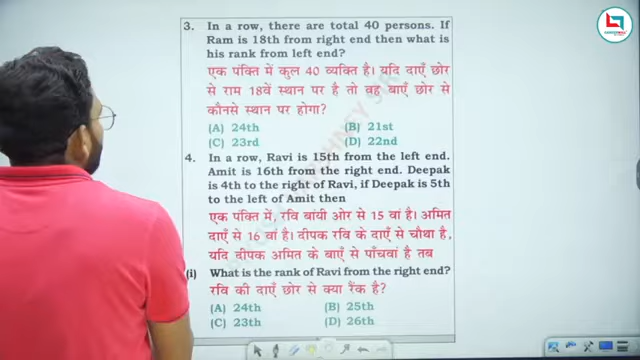 3. In a row, there are total 40 persons. If
Ram is 18th from right end then what is
his rank from left end?
एक पंक्ति में कुल 40 व्यक्ति है। यदि दाएँ छोर
से राम 18वें स्थान पर है तो वह बाएँ छोर से
कौनसे स्थान पर होगा?
(A) 24th (B) 21st
(C) 23rd (D) 22nd
4. In a row, Ravi is 15th from the left end.
Amit is 16th from the right end. Deepak
is 4th to the right of Ravi, if Deepak is 5th
to the left of Amit then
एक पंक्ति में, रवि बांयी ओर से 15 वां है। अमित
दाएँ से 16 वां है। दीपक रवि के दाएँ से चौथा है,
यदि दीपक अमित के बाएँ से पाँचवां है तब
(i) What is the rank of Ravi from the right end?
रवि की दाएँ छोर से क्या रैंक है?
(A) 24th (B) 25th
(C) 23th (D) 26th